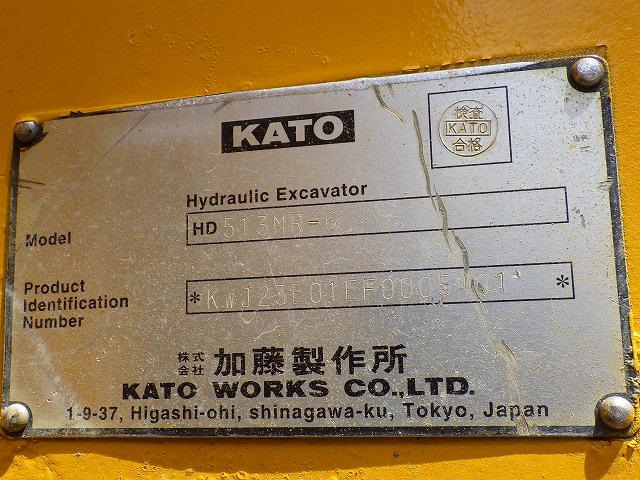 KATO
検査
KATO
合格
Hydraulic Excavator
Model
HD 513MR-6
Product
Identification
Number
株式
会社
加藤製作所
KATO WORKS CO.,LTD.
1-9-37, Higashi-ohi, shinagawa-ku, Tokyo, Japan